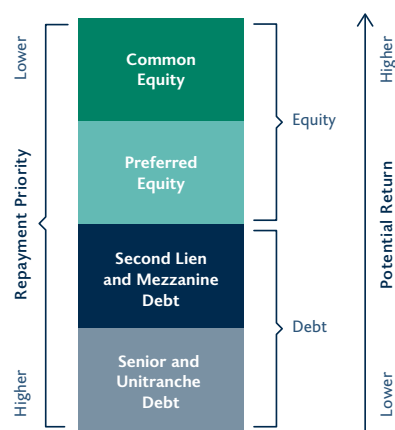 Lower
Repayment Priority
Higher
Common
Equity
Preferred
Equity
Second Lien
and Mezzanine
Debt
Senior and
Unitranche
Debt
Equity
Debt
Higher
Potential Return
Lower